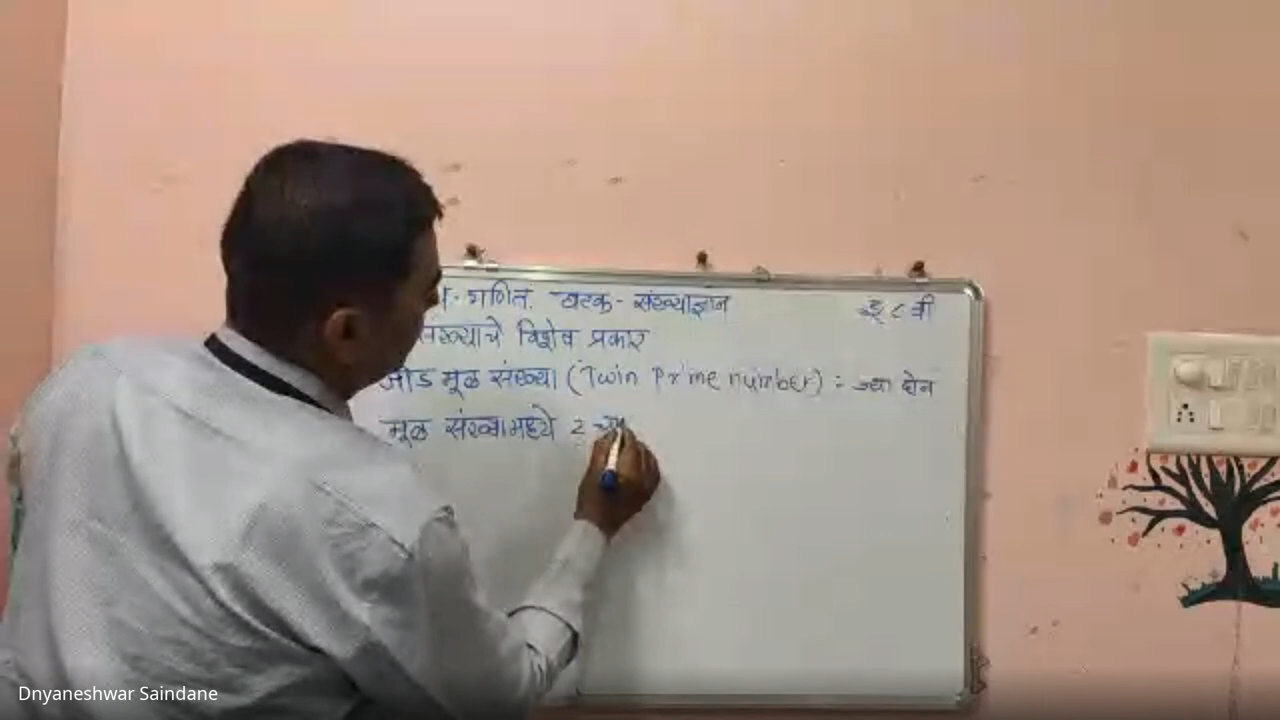 गणित. घटक - संख्याज्ञान इ ८ वी
संख्याचे विशेष प्रकार
जोड मूळ संख्या (Twin Prime number) : ज्या दोन
मूळ संख्यामध्ये 2 चा
Dnyaneshwar Saindane